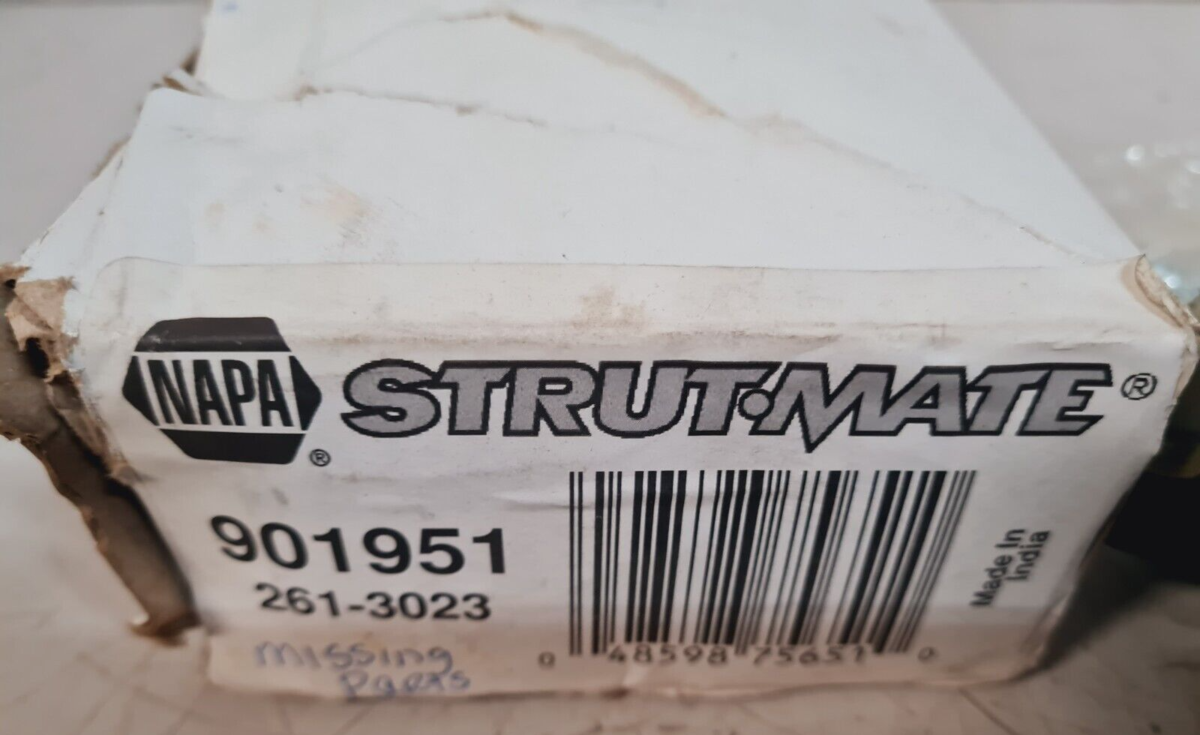 NAPA ® STRUT•MATE®
901951
261-3023
Made In
India
0 48598 75651 0
missing
Parts